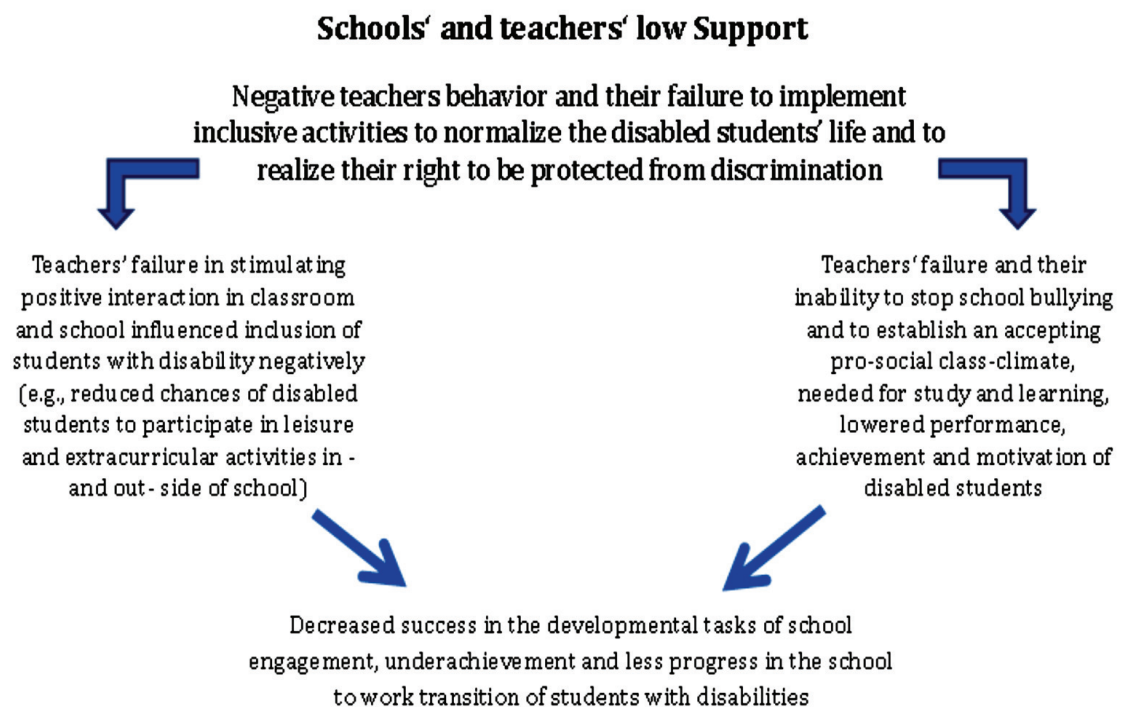 Schools‘ and teachers‘ low Support
Negative teachers behavior and their failure to implement
inclusive activities to normalize the disabled students’ life and to
realize their right to be protected from discrimination
Teachers’ failure in stimulating
positive interaction in classroom
and school influenced inclusion of
students with disability negatively
(e.g., reduced chances of disabled
students to participate in leisure
and extracurricular activities in -
and out- side of school)
Teachers‘ failure and their
inability to stop school bullying
and to establish an accepting
pro-social class-climate,
needed for study and learning,
lowered performance,
achievement and motivation of
disabled students
Decreased success in the developmental tasks of school
engagement, underachievement and less progress in the school
to work transition of students with disabilities